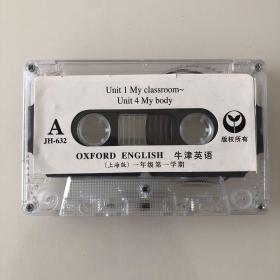 Unit 1 My classroom~
Unit 4 My body
A
JH-632
版权所有
OXFORD ENGLISH 牛津英语
(上海版) 一年级第一学期